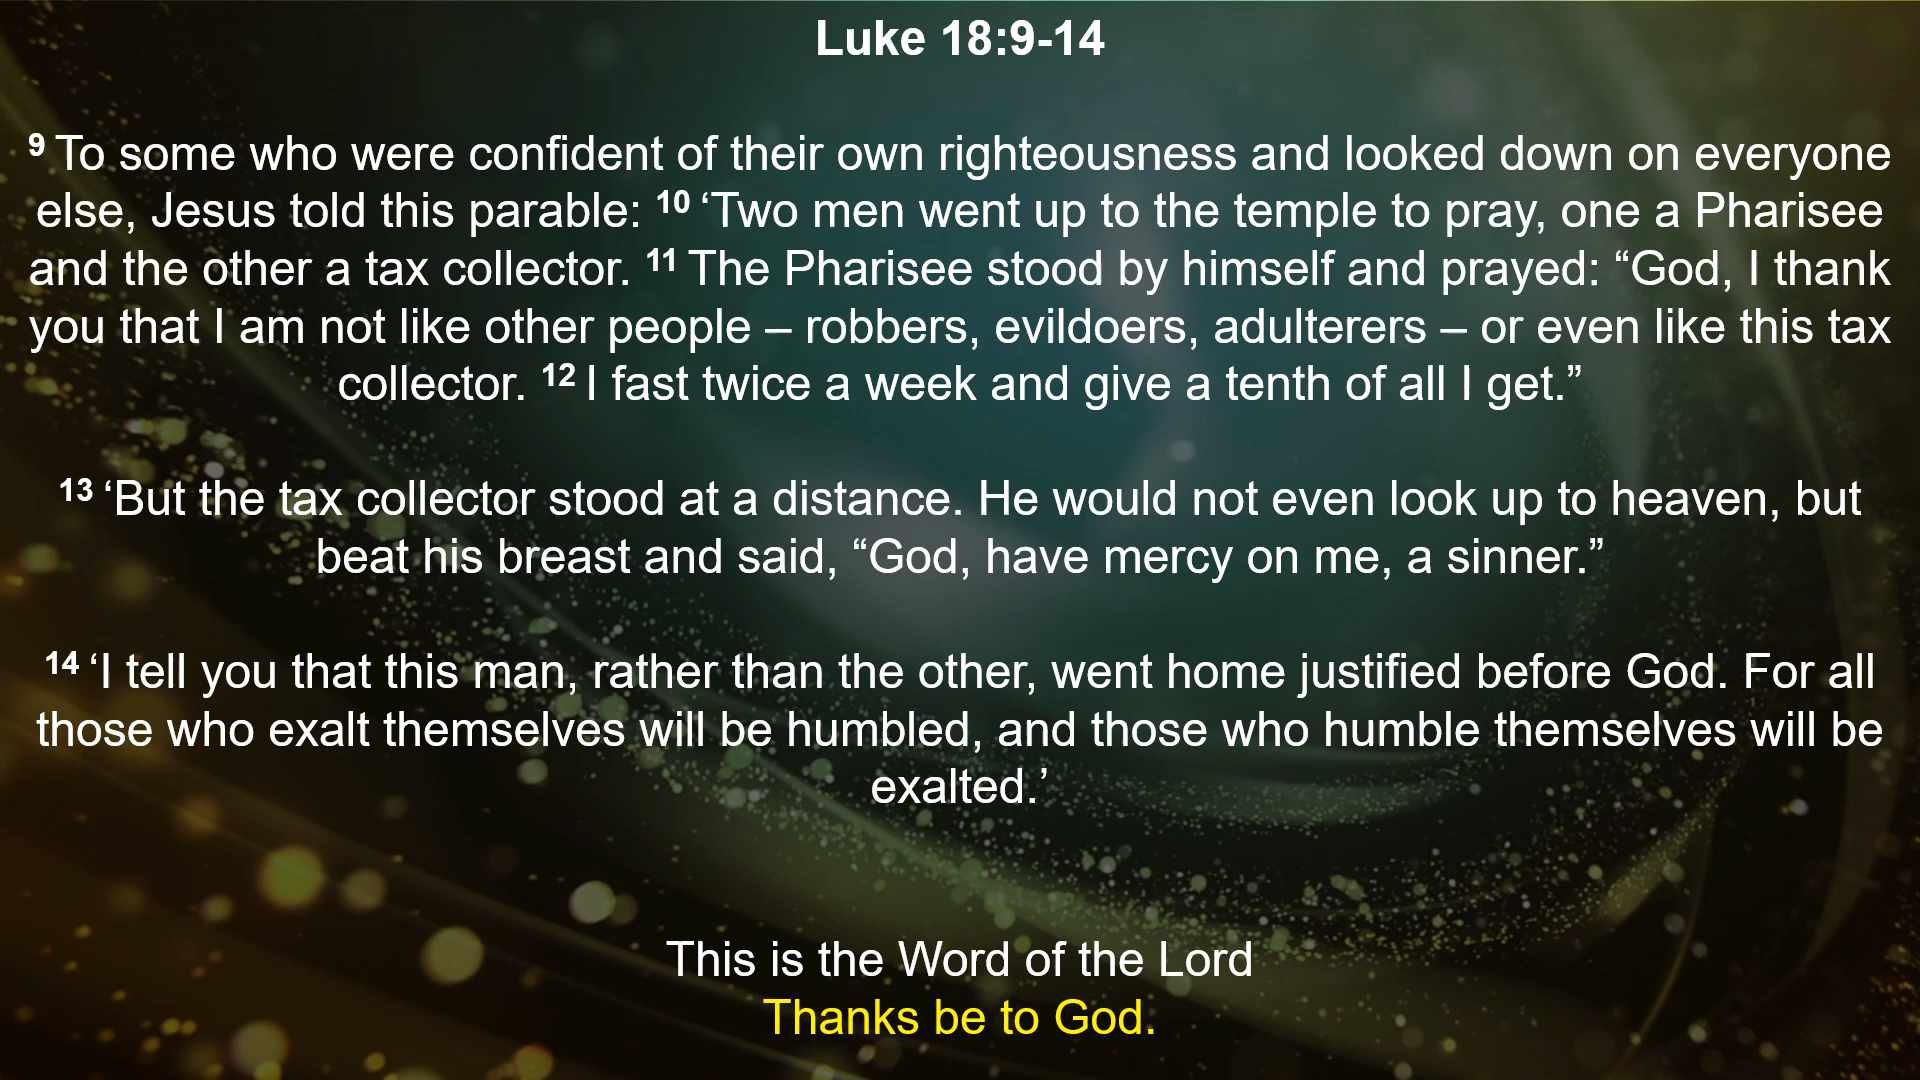 Luke 18:9-14
9 To some who were confident of their own righteousness and looked down on everyone
else, Jesus told this parable: 10 ‘Two men went up to the temple to pray, one a Pharisee
and the other a tax collector. 11 The Pharisee stood by himself and prayed: “God, I thank
you that I am not like other people – robbers, evildoers, adulterers – or even like this tax
collector. 12 I fast twice a week and give a tenth of all I get.”
13 ‘But the tax collector stood at a distance. He would not even look up to heaven, but
beat his breast and said, “God, have mercy on me, a sinner.”
14 ‘I tell you that this man, rather than the other, went home justified before God. For all
those who exalt themselves will be humbled, and those who humble themselves will be
exalted.’
This is the Word of the Lord
Thanks be to God.